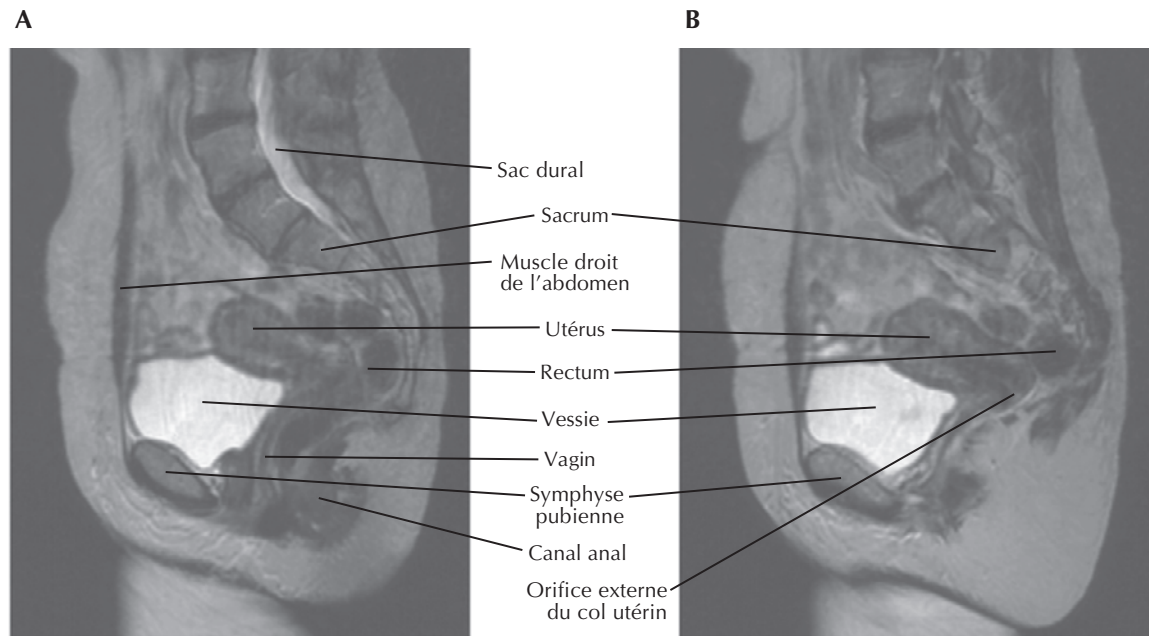 A
B
Sac dural
Sacrum
Muscle droit
de l’abdomen
Utérus
Rectum
Vessie
Vagin
Symphyse
pubienne
Canal anal
Orifice externe
du col utérin